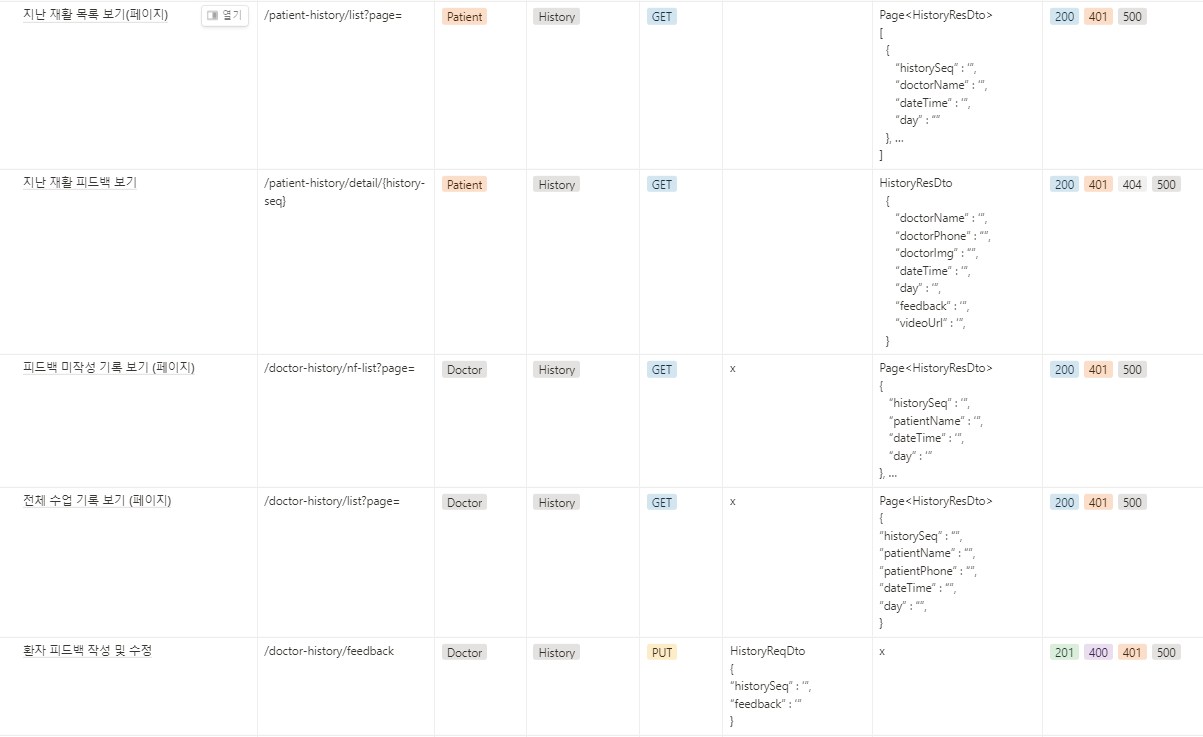 지난 재활 목록 보기(페이지)
열기
/patient-history/list?page=
Patient
History
GET
Page<HistoryResDto>
[
{
“historySeq” : ‘’”,
“doctorName” : ‘’”,
“dateTime” : ‘’”,
“day” : “”
}, ...
]
200 401 500
지난 재활 피드백 보기
/patient-history/detail/{history-
seq}
Patient
History
GET
HistoryResDto
{
“doctorName” : ‘’”,
“doctorPhone” : “”,
“doctorImg” : “”,
“dateTime” : ‘’”,
“day” : ‘’”,
“feedback” : ‘’”,
“videoUrl” : ‘’”,
}
200 401 404 500
피드백 미작성 기록 보기 (페이지)
/doctor-history/nf-list?page=
Doctor
History
GET
x
Page<HistoryResDto>
{
“historySeq” : ‘’”,
“patientName” : ‘’”,
“dateTime” : ‘’”,
“day” : ‘’”
}, ...
200 401 500
전체 수업 기록 보기 (페이지)
/doctor-history/list?page=
Doctor
History
GET
x
Page<HistoryResDto>
{
“historySeq” : “”,
“patientName” : “”,
“patientPhone” : “”,
“dateTime” : “”,
“day” : “”,
}
200 401 500
환자 피드백 작성 및 수정
/doctor-history/feedback
Doctor
History
PUT
HistoryReqDto
{
“historySeq” : ‘’”,
“feedback” : ‘’”
}
x
201 400 401 500